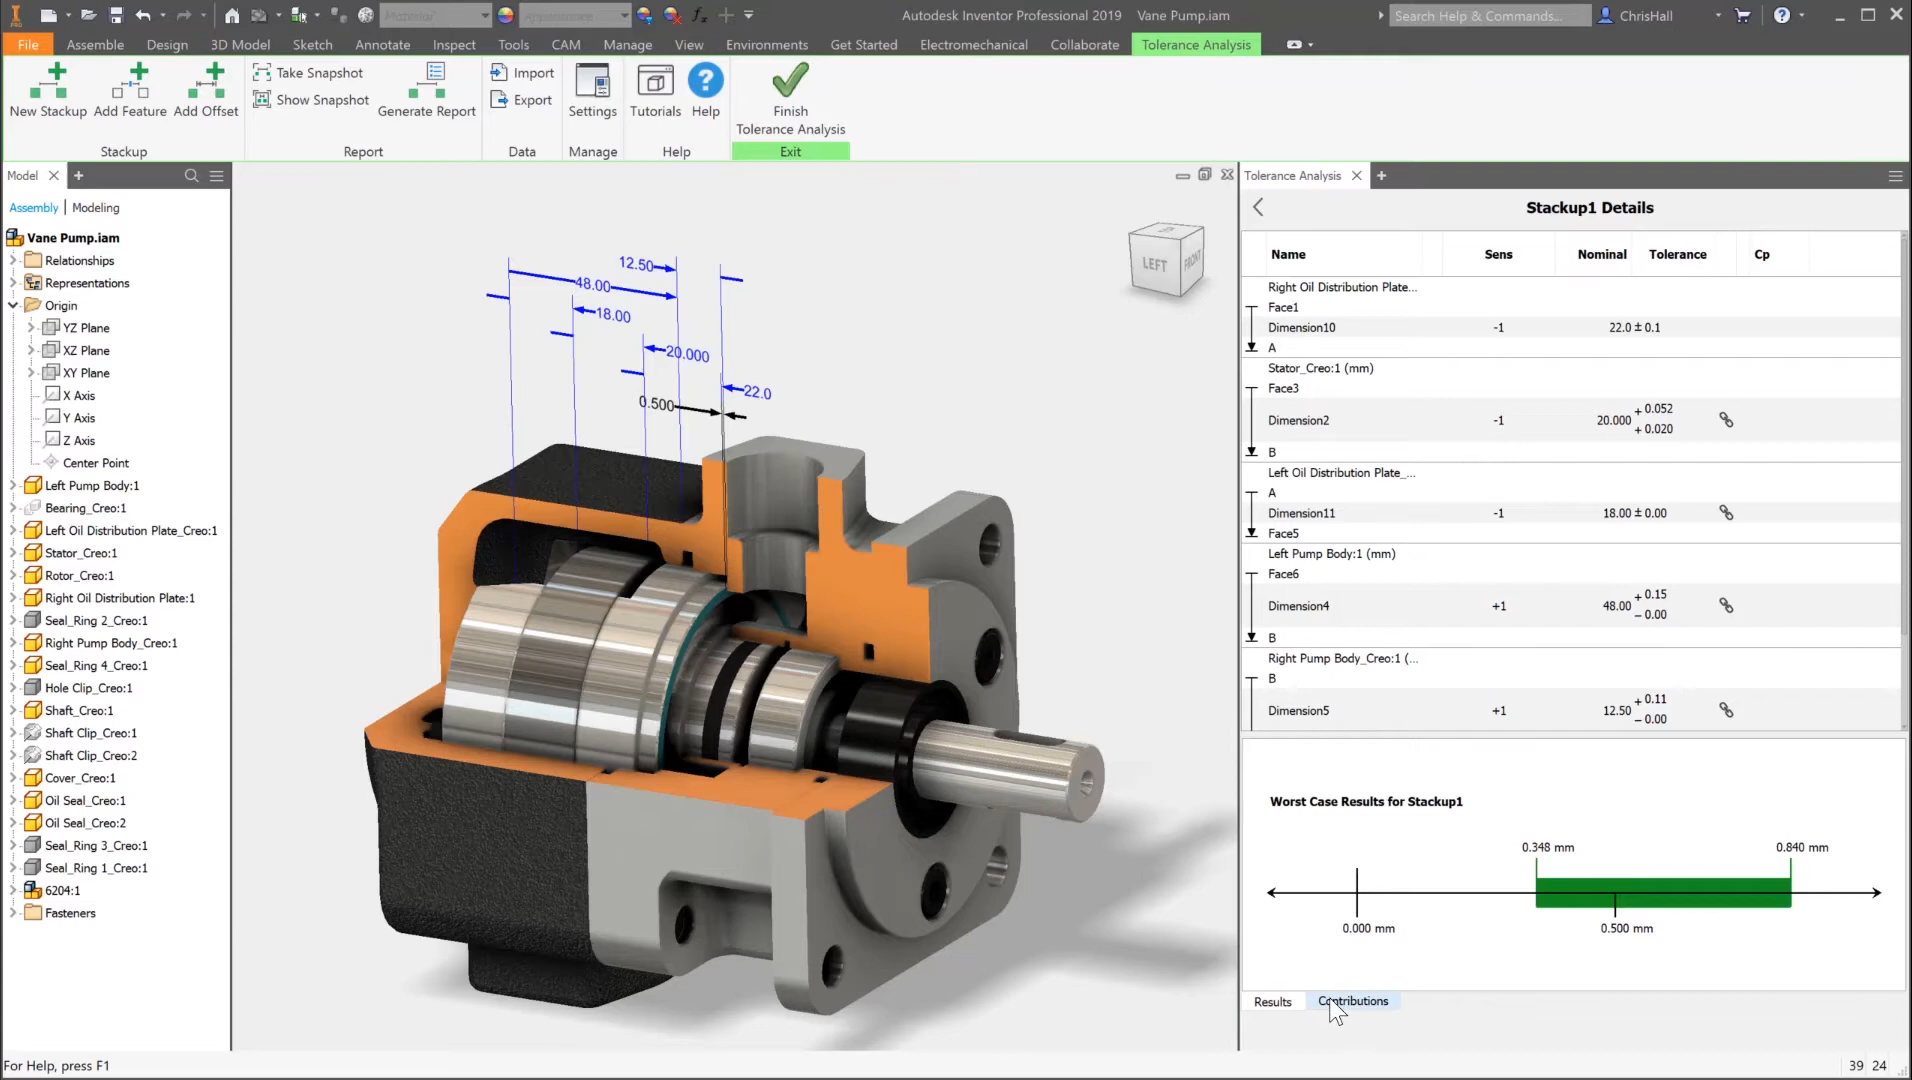 Material
Appearance
Autodesk Inventor Professional 2019 Vane Pump.iam
Search Help & Commands...
ChrisHall
File Assemble Design 3D Model Sketch Annotate Inspect Tools CAM Manage View Environments Get Started Electromechanical Collaborate Tolerance Analysis
New Stackup
Add Feature
Add Offset
Stackup
Take Snapshot
Show Snapshot
Generate Report
Report
Import
Export
Data
Settings
Manage
Tutorials
Help
Help
Finish
Tolerance Analysis
Exit
Model
Assembly | Modeling
Vane Pump.iam
Relationships
Representations
Origin
YZ Plane
XZ Plane
XY Plane
X Axis
Y Axis
Z Axis
Center Point
Left Pump Body:1
Bearing_Creo:1
Left Oil Distribution Plate_Creo:1
Stator_Creo:1
Rotor_Creo:1
Right Oil Distribution Plate:1
Seal_Ring 2_Creo:1
Right Pump Body_Creo:1
Seal_Ring 4_Creo:1
Hole Clip_Creo:1
Shaft_Creo:1
Shaft Clip_Creo:1
Shaft Clip_Creo:2
Cover_Creo:1
Oil Seal_Creo:1
Oil Seal_Creo:2
Seal_Ring 3_Creo:1
Seal_Ring 1_Creo:1
6204:1
Fasteners
12.50
48.00
18.00
20.000
22.0
0.500
LEFT
FRONT
Tolerance Analysis
Stackup1 Details
Name Sens Nominal Tolerance Cp
Right Oil Distribution Plate...
Face1
Dimension10 -1 22.0 ± 0.1
A
Stator_Creo:1 (mm)
Face3
Dimension2 -1 20.000 + 0.052 + 0.020
B
Left Oil Distribution Plate_...
A
Dimension11 -1 18.00 ± 0.00
Face5
Left Pump Body:1 (mm)
Face6
Dimension4 +1 48.00 + 0.15 − 0.00
B
Right Pump Body_Creo:1 (...
B
Dimension5 +1 12.50 + 0.11 − 0.00
Worst Case Results for Stackup1
0.348 mm 0.840 mm
0.000 mm 0.500 mm
Results Contributions
For Help, press F1
39 24